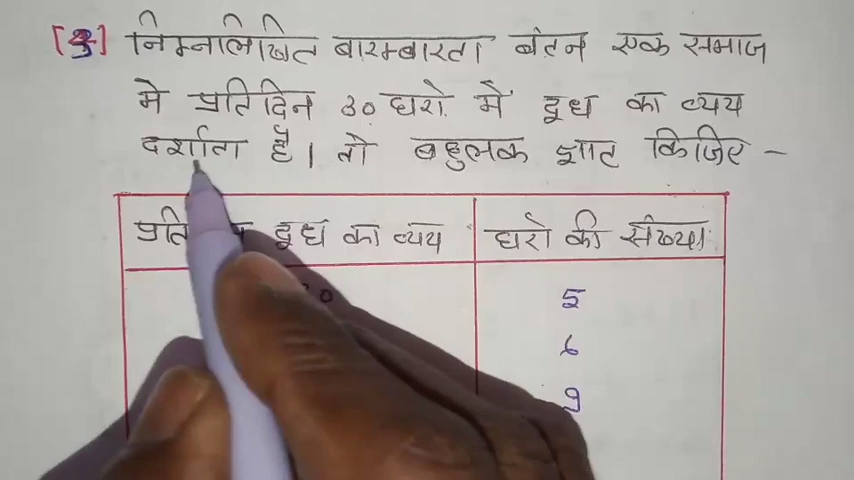 [3] निम्नलिखित बारम्बारता बंटन एक समाज
मे प्रतिदिन 30 घरो में दूध का व्यय
दर्शाता है। तो बहुलक ज्ञात किजिए -
दूध का व्यय घरो की संख्या
5
6
9